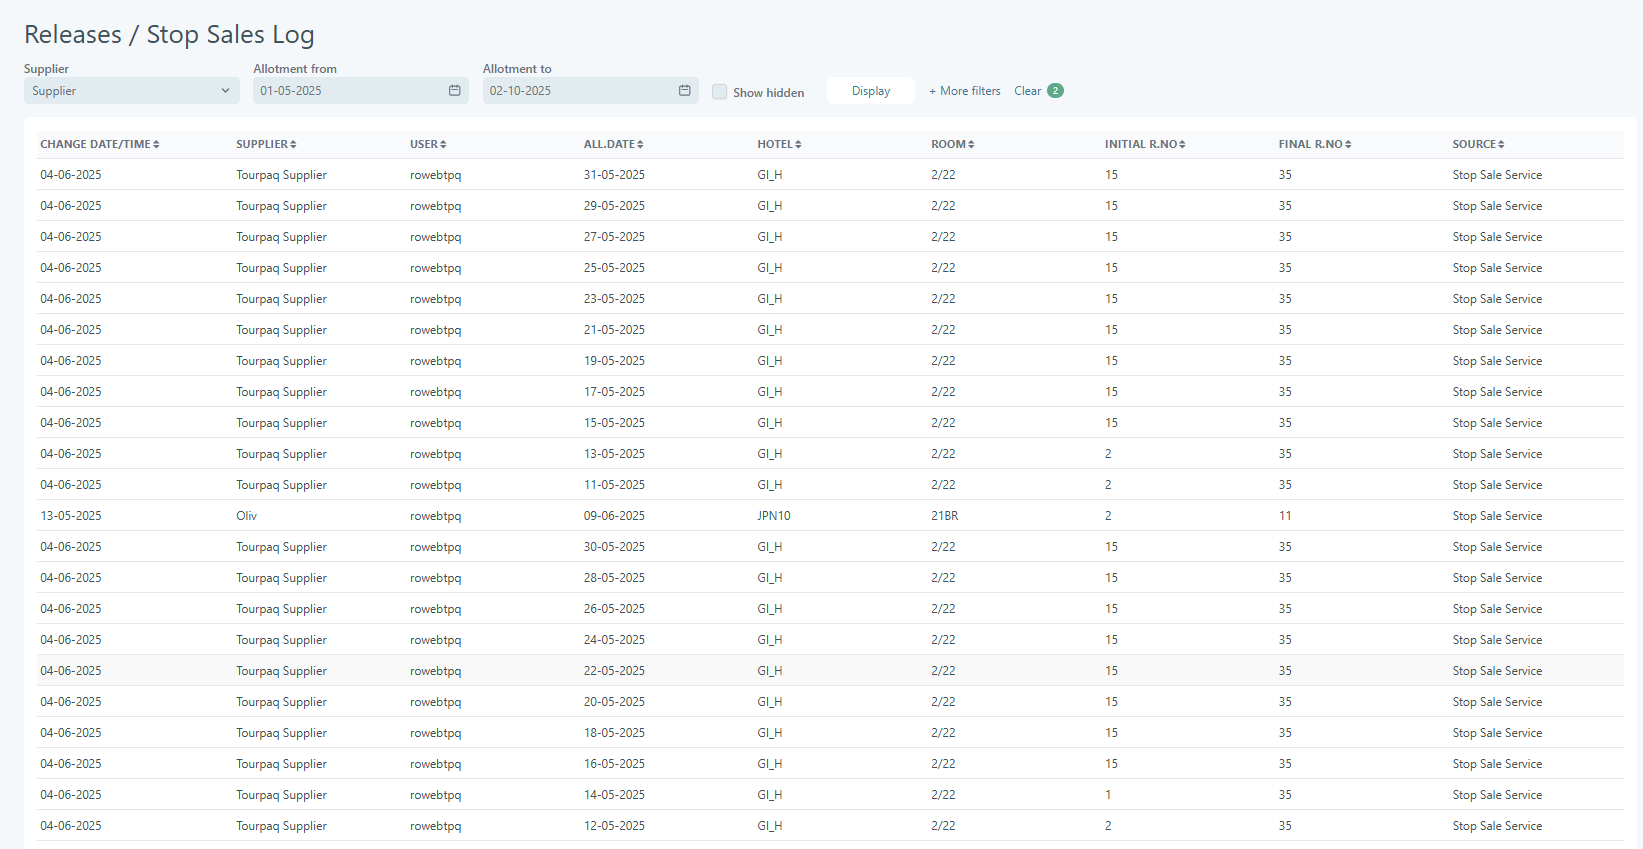 Releases / Stop Sales Log
Supplier Allotment from Allotment to
Supplier 01-05-2025 02-10-2025 Show hidden Display + More filters Clear 2
CHANGE DATE/TIME SUPPLIER USER ALL.DATE HOTEL ROOM INITIAL R.NO FINAL R.NO SOURCE
04-06-2025 Tourpaq Supplier rowebtpq 31-05-2025 GI_H 2/22 15 35 Stop Sale Service
04-06-2025 Tourpaq Supplier rowebtpq 29-05-2025 GI_H 2/22 15 35 Stop Sale Service
04-06-2025 Tourpaq Supplier rowebtpq 27-05-2025 GI_H 2/22 15 35 Stop Sale Service
04-06-2025 Tourpaq Supplier rowebtpq 25-05-2025 GI_H 2/22 15 35 Stop Sale Service
04-06-2025 Tourpaq Supplier rowebtpq 23-05-2025 GI_H 2/22 15 35 Stop Sale Service
04-06-2025 Tourpaq Supplier rowebtpq 21-05-2025 GI_H 2/22 15 35 Stop Sale Service
04-06-2025 Tourpaq Supplier rowebtpq 19-05-2025 GI_H 2/22 15 35 Stop Sale Service
04-06-2025 Tourpaq Supplier rowebtpq 17-05-2025 GI_H 2/22 15 35 Stop Sale Service
04-06-2025 Tourpaq Supplier rowebtpq 15-05-2025 GI_H 2/22 15 35 Stop Sale Service
04-06-2025 Tourpaq Supplier rowebtpq 13-05-2025 GI_H 2/22 2 35 Stop Sale Service
04-06-2025 Tourpaq Supplier rowebtpq 11-05-2025 GI_H 2/22 2 35 Stop Sale Service
13-05-2025 Oliv rowebtpq 09-06-2025 JPN10 21BR 2 11 Stop Sale Service
04-06-2025 Tourpaq Supplier rowebtpq 30-05-2025 GI_H 2/22 15 35 Stop Sale Service
04-06-2025 Tourpaq Supplier rowebtpq 28-05-2025 GI_H 2/22 15 35 Stop Sale Service
04-06-2025 Tourpaq Supplier rowebtpq 26-05-2025 GI_H 2/22 15 35 Stop Sale Service
04-06-2025 Tourpaq Supplier rowebtpq 24-05-2025 GI_H 2/22 15 35 Stop Sale Service
04-06-2025 Tourpaq Supplier rowebtpq 22-05-2025 GI_H 2/22 15 35 Stop Sale Service
04-06-2025 Tourpaq Supplier rowebtpq 20-05-2025 GI_H 2/22 15 35 Stop Sale Service
04-06-2025 Tourpaq Supplier rowebtpq 18-05-2025 GI_H 2/22 15 35 Stop Sale Service
04-06-2025 Tourpaq Supplier rowebtpq 16-05-2025 GI_H 2/22 15 35 Stop Sale Service
04-06-2025 Tourpaq Supplier rowebtpq 14-05-2025 GI_H 2/22 1 35 Stop Sale Service
04-06-2025 Tourpaq Supplier rowebtpq 12-05-2025 GI_H 2/22 2 35 Stop Sale Service